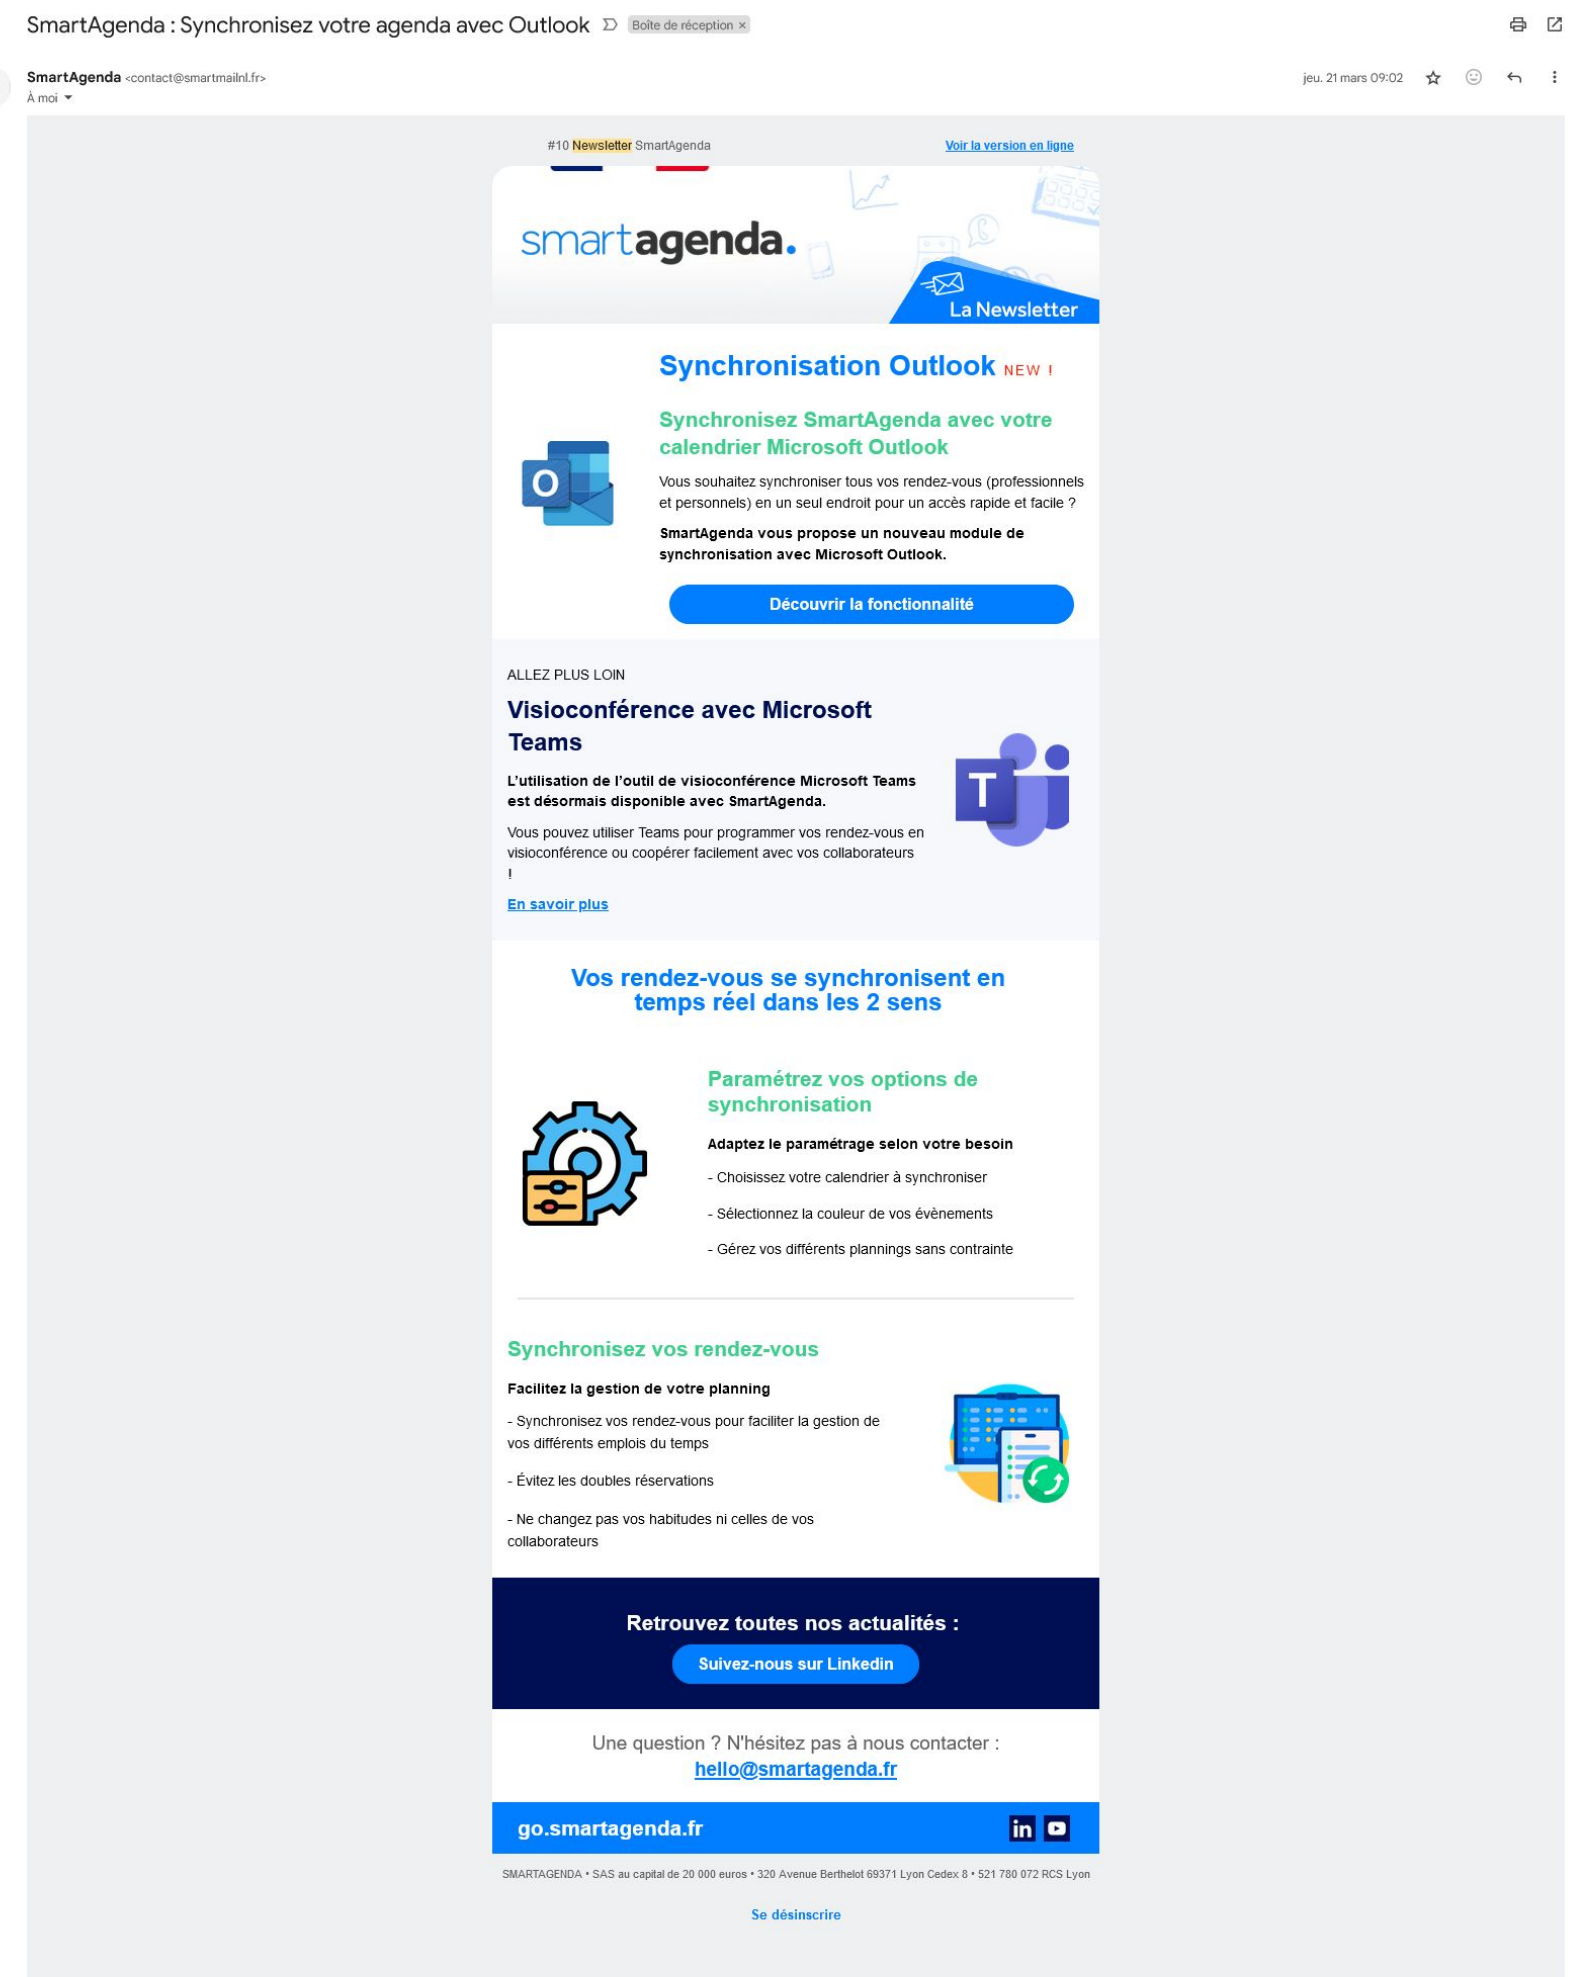 SmartAgenda : Synchronisez votre agenda avec Outlook Boîte de réception ×
SmartAgenda <contact@smartmailnl.fr>
jeu. 21 mars 09:02
À moi
#10 Newsletter SmartAgenda
Voir la version en ligne
smartagenda.
La Newsletter
Synchronisation Outlook NEW !
Synchronisez SmartAgenda avec votre
calendrier Microsoft Outlook
O
Vous souhaitez synchroniser tous vos rendez-vous (professionnels
et personnels) en un seul endroit pour un accès rapide et facile ?
SmartAgenda vous propose un nouveau module de
synchronisation avec Microsoft Outlook.
Découvrir la fonctionnalité
ALLEZ PLUS LOIN
Visioconférence avec Microsoft
Teams
T
L'utilisation de l'outil de visioconférence Microsoft Teams
est désormais disponible avec SmartAgenda.
Vous pouvez utiliser Teams pour programmer vos rendez-vous en
visioconférence ou coopérer facilement avec vos collaborateurs
!
En savoir plus
Vos rendez-vous se synchronisent en
temps réel dans les 2 sens
Paramétrez vos options de
synchronisation
Adaptez le paramétrage selon votre besoin
- Choisissez votre calendrier à synchroniser
- Sélectionnez la couleur de vos évènements
- Gérez vos différents plannings sans contrainte
Synchronisez vos rendez-vous
Facilitez la gestion de votre planning
- Synchronisez vos rendez-vous pour faciliter la gestion de
vos différents emplois du temps
- Évitez les doubles réservations
- Ne changez pas vos habitudes ni celles de vos
collaborateurs
Retrouvez toutes nos actualités :
Suivez-nous sur Linkedin
Une question ? N'hésitez pas à nous contacter :
hello@smartagenda.fr
go.smartagenda.fr
in
SMARTAGENDA • SAS au capital de 20 000 euros • 320 Avenue Berthelot 69371 Lyon Cedex 8 • 521 780 072 RCS Lyon
Se désinscrire